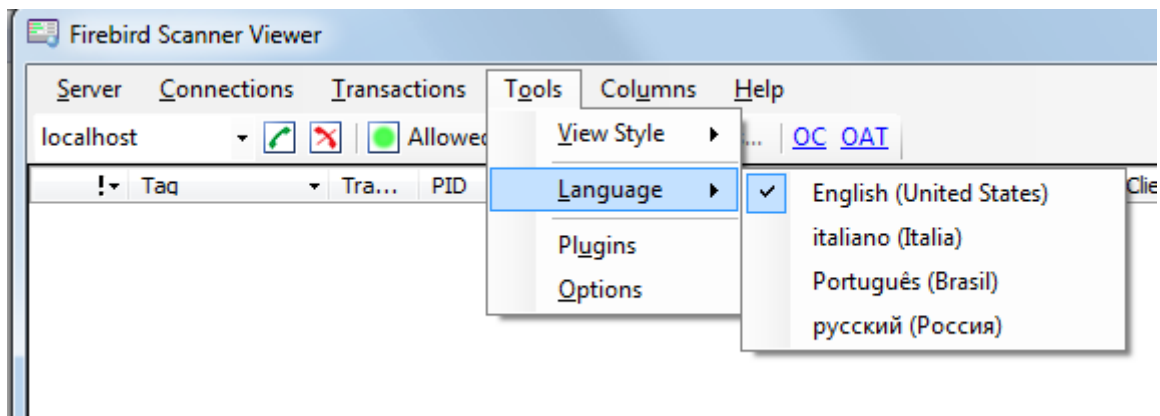 Firebird Scanner Viewer
Server Connections Transactions Tools Columns Help
localhost Allowed ... OC OAT
!▾ Tag Tra... PID
View Style
Language
Plugins
Options
English (United States)
italiano (Italia)
Português (Brasil)
русский (Россия)